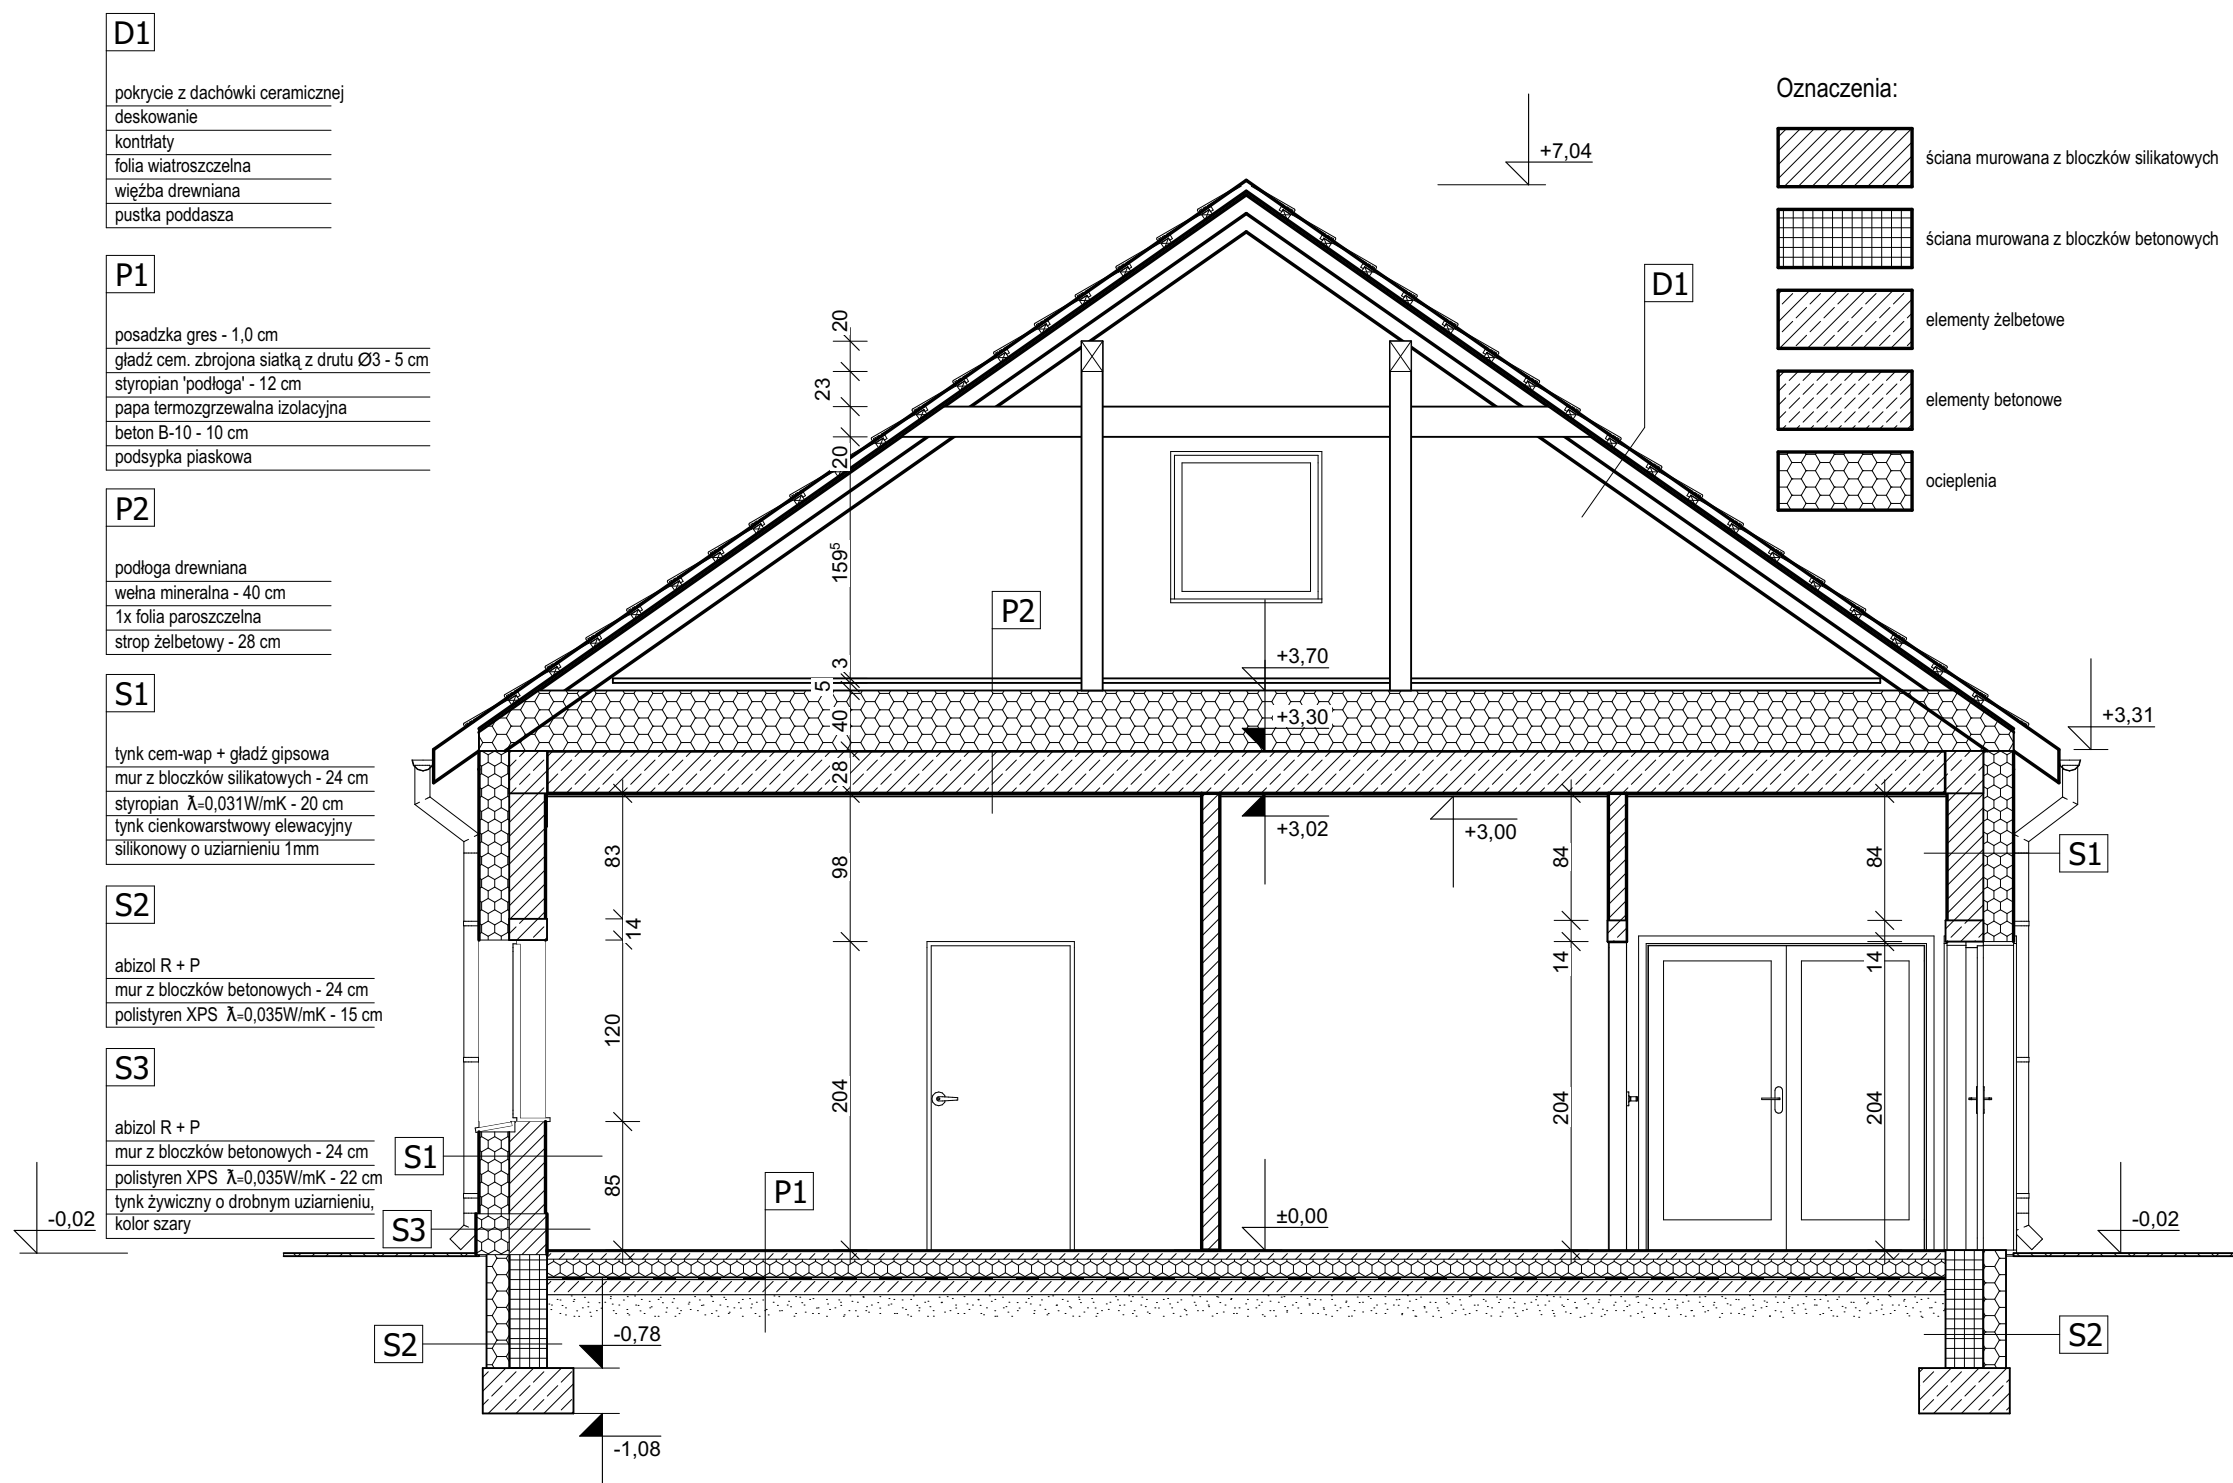 D1
pokrycie z dachówki ceramicznej
deskowanie
kontrłaty
folia wiatroszczelna
więźba drewniana
pustka poddasza
P1
posadzka gres - 1,0 cm
gładź cem. zbrojona siatką z drutu Ø3 - 5 cm
styropian 'podłoga' - 12 cm
papa termozgrzewalna izolacyjna
beton B-10 - 10 cm
podsypka piaskowa
P2
podłoga drewniana
wełna mineralna - 40 cm
1x folia paroszczelna
strop żelbetowy - 28 cm
S1
tynk cem-wap + gładź gipsowa
mur z bloczków silikatowych - 24 cm
styropian λ=0,031W/mK - 20 cm
tynk cienkowarstwowy elewacyjny
silikonowy o uziarnieniu 1mm
S2
abizol R + P
mur z bloczków betonowych - 24 cm
polistyren XPS λ=0,035W/mK - 15 cm
S3
abizol R + P
mur z bloczków betonowych - 24 cm
polistyren XPS λ=0,035W/mK - 22 cm
tynk żywiczny o drobnym uziarnieniu,
kolor szary
Oznaczenia:
ściana murowana z bloczków silikatowych
ściana murowana z bloczków betonowych
elementy żelbetowe
elementy betonowe
ocieplenia
+7,04
D1
20
23
20
159⁵
3
5
40
28
98
204
P2
+3,70
+3,30
+3,31
+3,02
+3,00
83
14
120
85
84
14
204
84
14
204
S1
S1
S3
P1
±0,00
-0,02
-0,02
S2
S2
-0,78
-1,08